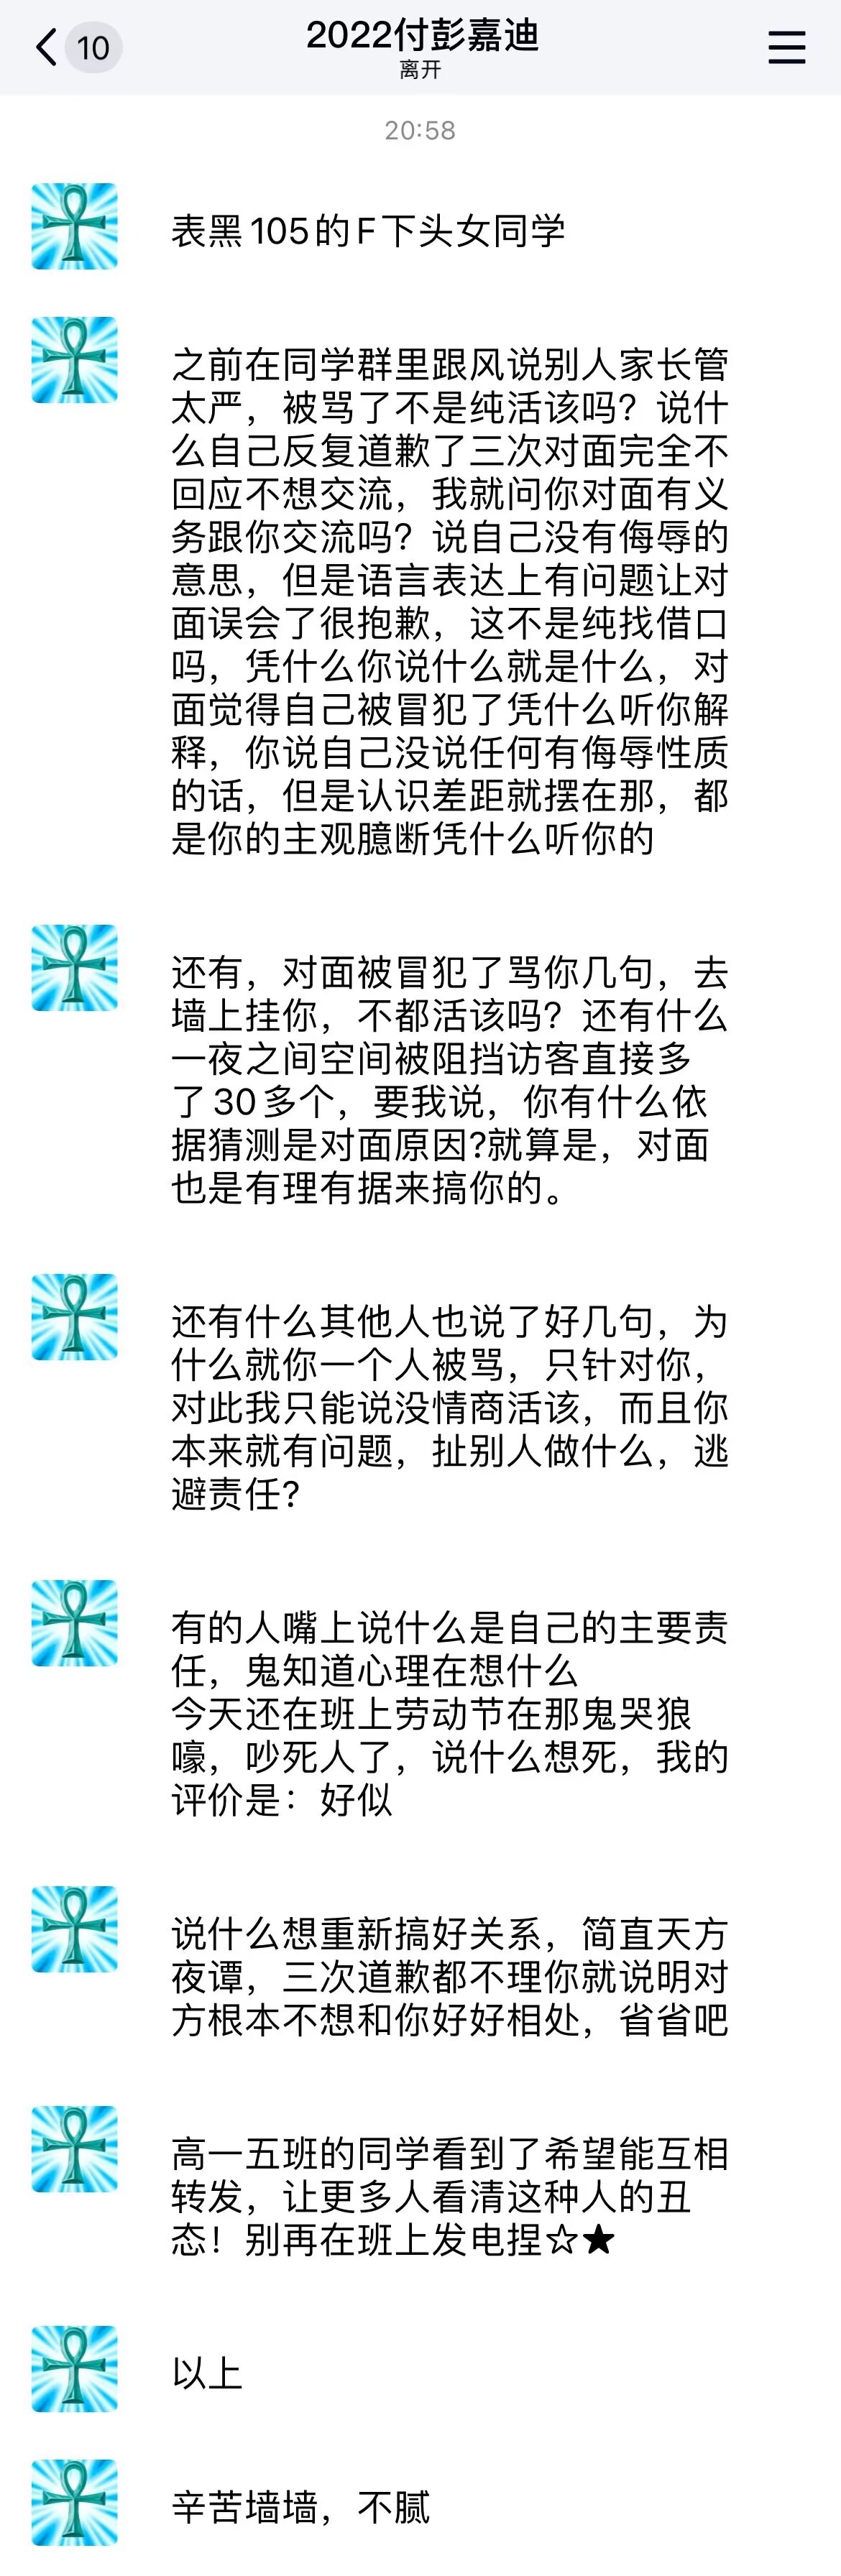 10
2022付彭嘉迪
离开
20:58
表黑105的F下头女同学
之前在同学群里跟风说别人家长管
太严，被骂了不是纯活该吗？说什
么自己反复道歉了三次对面完全不
回应不想交流，我就问你对面有义
务跟你交流吗？说自己没有侮辱的
意思，但是语言表达上有问题让对
面误会了很抱歉，这不是纯找借口
吗，凭什么你说什么就是什么，对
面觉得自己被冒犯了凭什么听你解
释，你说自己没说任何有侮辱性质
的话，但是认识差距就摆在那，都
是你的主观臆断凭什么听你的
还有，对面被冒犯了骂你几句，去
墙上挂你，不都活该吗？还有什么
一夜之间空间被阻挡访客直接多
了30多个，要我说，你有什么依
据猜测是对面原因?就算是，对面
也是有理有据来搞你的。
还有什么其他人也说了好几句，为
什么就你一个人被骂，只针对你，
对此我只能说没情商活该，而且你
本来就有问题，扯别人做什么，逃
避责任?
有的人嘴上说什么是自己的主要责
任，鬼知道心理在想什么
今天还在班上劳动节在那鬼哭狼
嚎，吵死人了，说什么想死，我的
评价是：好似
说什么想重新搞好关系，简直天方
夜谭，三次道歉都不理你就说明对
方根本不想和你好好相处，省省吧
高一五班的同学看到了希望能互相
转发，让更多人看清这种人的丑
态！别再在班上发电捏☆★
以上
辛苦墙墙，不腻